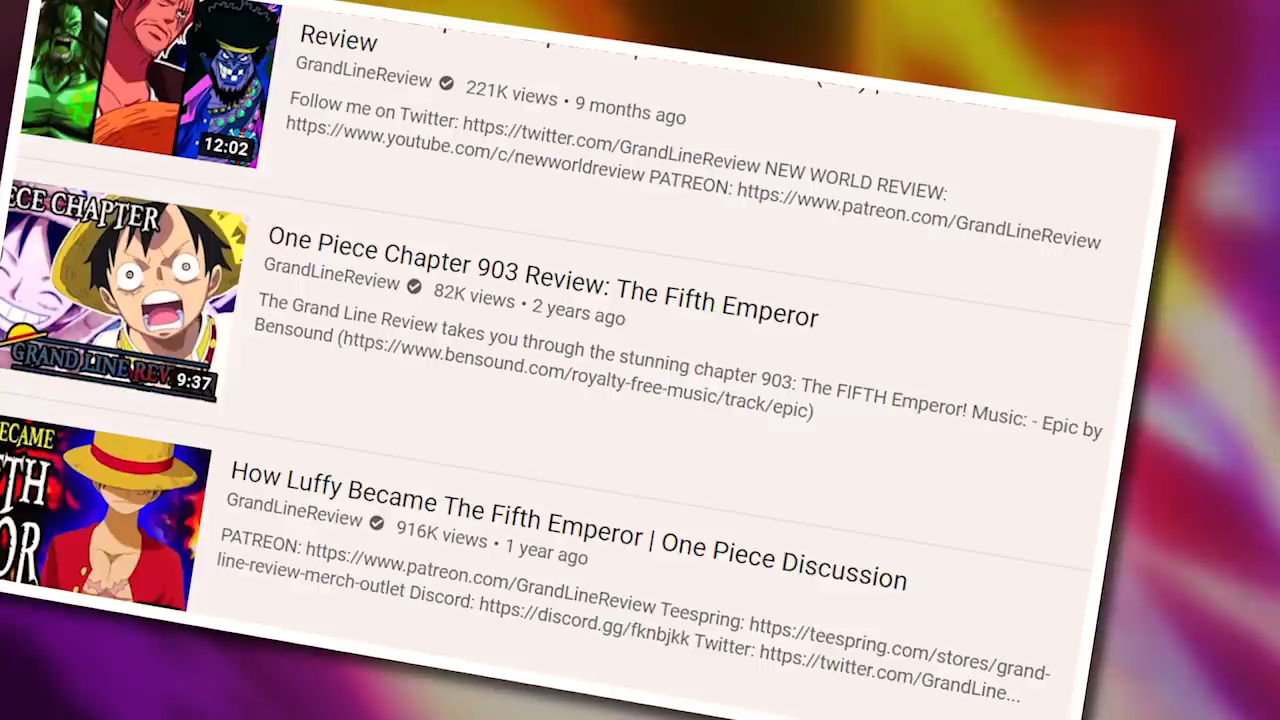 Review
GrandLineReview 221K views • 9 months ago
Follow me on Twitter: https://twitter.com/GrandLineReview NEW WORLD REVIEW:
https://www.youtube.com/c/newworldreview PATREON: https://www.patreon.com/GrandLineReview
12:02
ECE CHAPTER
GRAND LINE REV
9:37
One Piece Chapter 903 Review: The Fifth Emperor
GrandLineReview 82K views • 2 years ago
The Grand Line Review takes you through the stunning chapter 903: The FIFTH Emperor! Music: - Epic by
Bensound (https://www.bensound.com/royalty-free-music/track/epic)
ECAME
TH
OR
How Luffy Became The Fifth Emperor | One Piece Discussion
GrandLineReview 916K views • 1 year ago
PATREON: https://www.patreon.com/GrandLineReview Teespring: https://teespring.com/stores/grand-
line-review-merch-outlet Discord: https://discord.gg/fknbjkk Twitter: https://twitter.com/GrandLine...